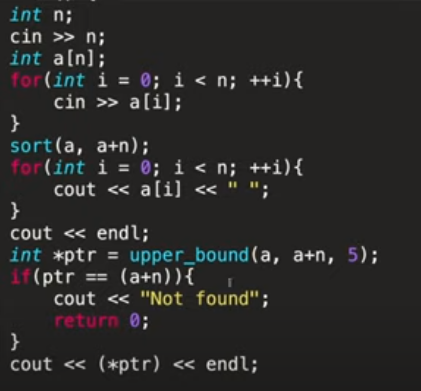 int n;
cin >> n;
int a[n];
for(int i = 0; i < n; ++i){
    cin >> a[i];
}
sort(a, a+n);
for(int i = 0; i < n; ++i){
    cout << a[i] << " ";
}
cout << endl;
int *ptr = upper_bound(a, a+n, 5);
if(ptr == (a+n)){
    cout << "Not found";
    return 0;
}
cout << (*ptr) << endl;